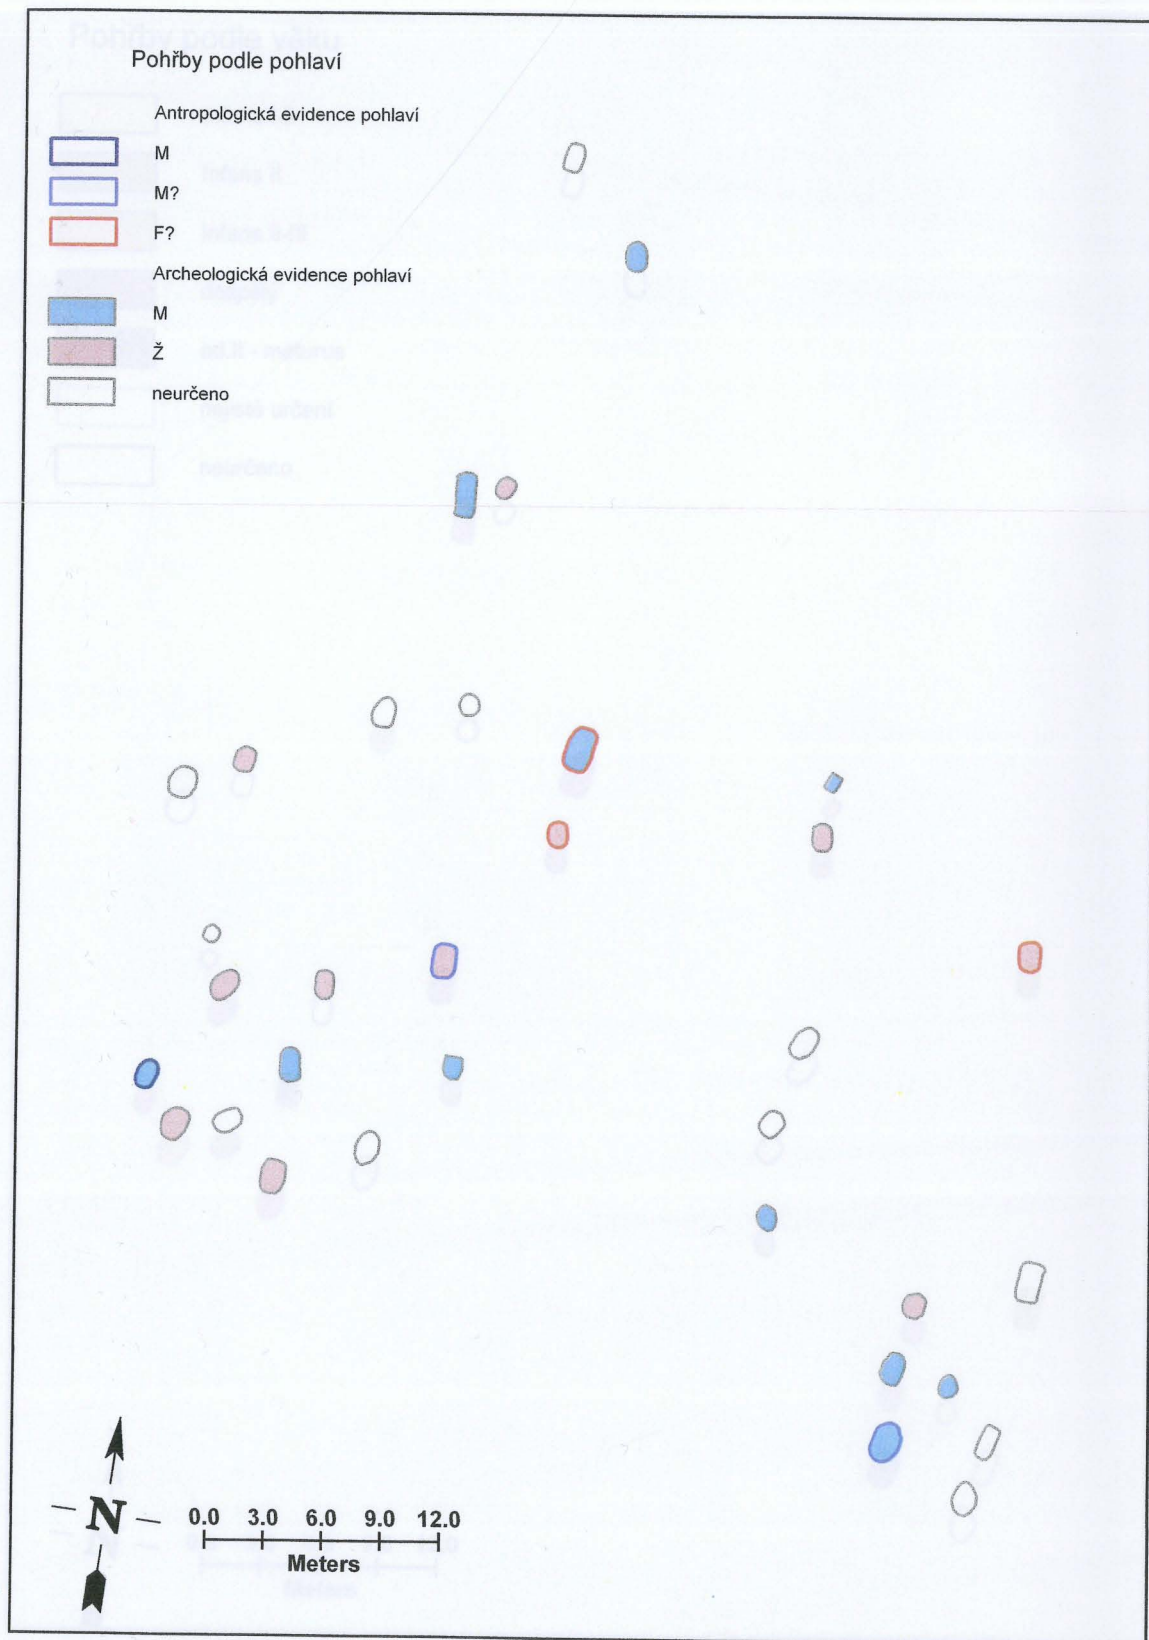 Pohřby podle pohlaví
Antropologická evidence pohlaví
M
M?
F?
Archeologická evidence pohlaví
M
Ž
neurčeno
N
0.0 3.0 6.0 9.0 12.0
Meters